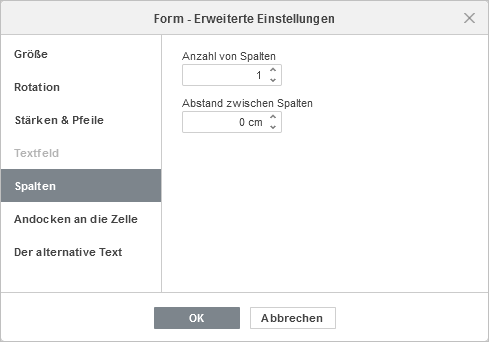 Form - Erweiterte Einstellungen
Größe
Rotation
Stärken & Pfeile
Textfeld
Spalten
Andocken an die Zelle
Der alternative Text
Anzahl von Spalten
1
Abstand zwischen Spalten
0 cm
OK
Abbrechen